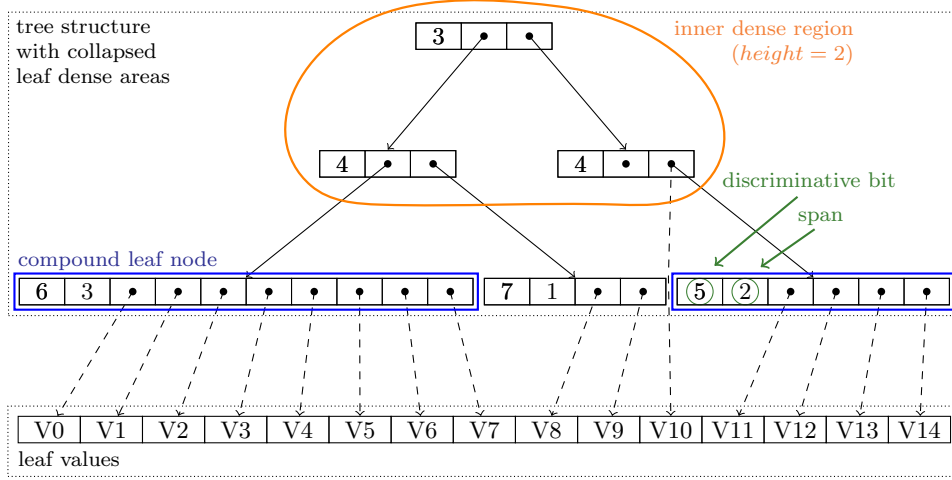 tree structure
with collapsed
leaf dense areas
3
inner dense region
(height = 2)
4
4
discriminative bit
span
compound leaf node
6 3
7 1
5 2
V0 V1 V2 V3 V4 V5 V6 V7 V8 V9 V10 V11 V12 V13 V14
leaf values